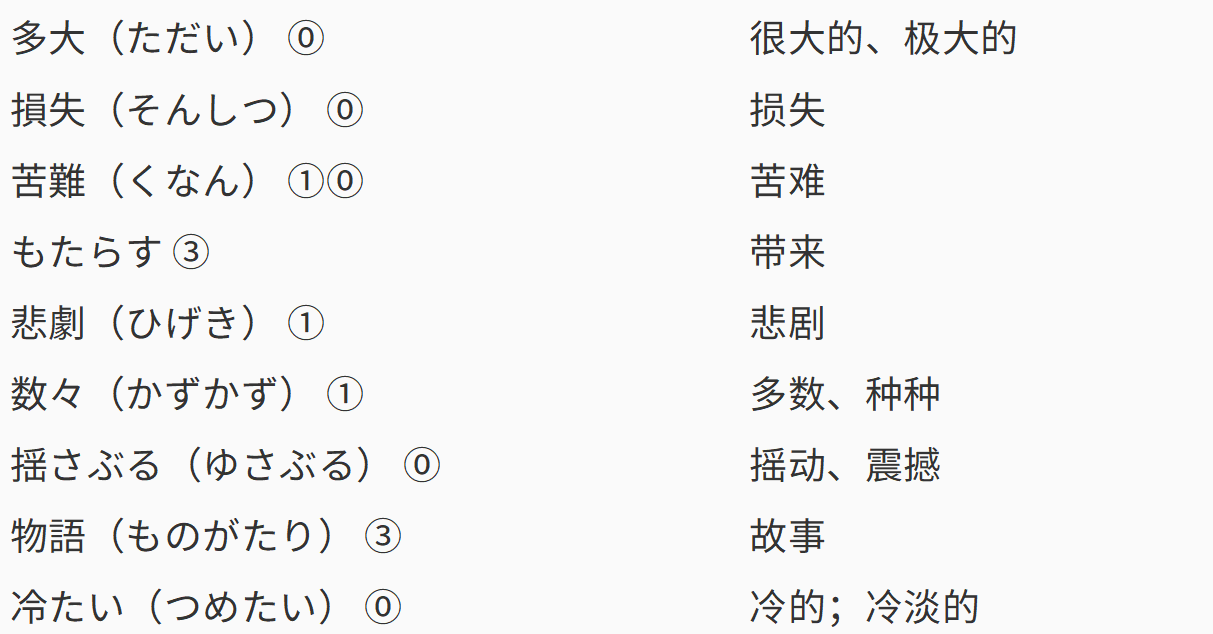 多大（ただい） ⓪ 很大的、极大的
損失（そんしつ） ⓪ 损失
苦難（くなん） ①⓪ 苦难
もたらす ③ 带来
悲劇（ひげき） ① 悲剧
数々（かずかず） ① 多数、种种
揺さぶる（ゆさぶる） ⓪ 摇动、震撼
物語（ものがたり） ③ 故事
冷たい（つめたい） ⓪ 冷的；冷淡的